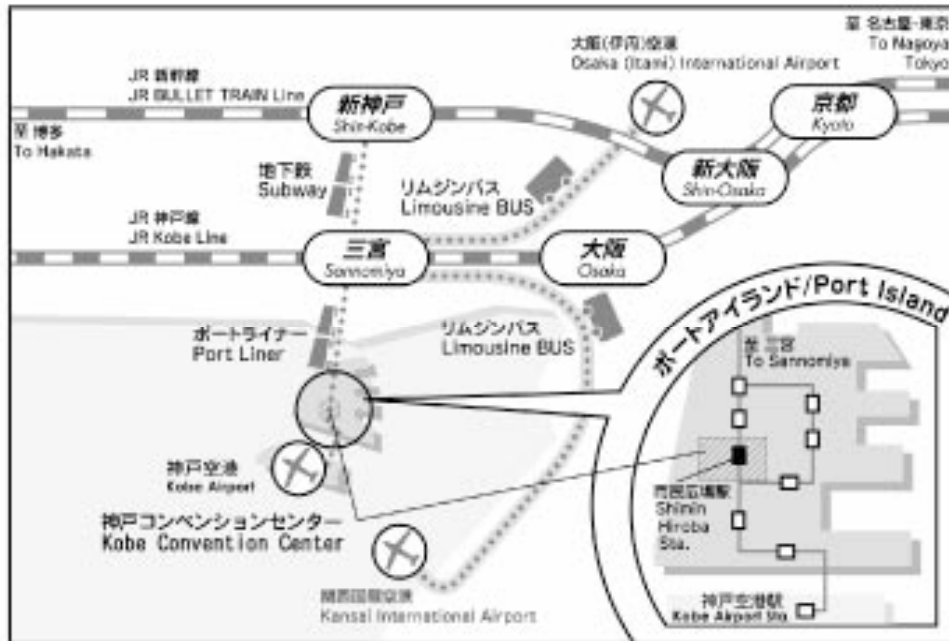 至 名古屋・東京
To Nagoya
Tokyo
大阪(伊丹)空港
Osaka (Itami) International Airport
JR 新幹線
JR BULLET TRAIN Line
新神戸
Shin-Kobe
京都
Kyoto
至 博多
To Hakata
地下鉄
Subway
リムジンバス
Limousine BUS
新大阪
Shin-Osaka
JR 神戸線
JR Kobe Line
三宮
Sannomiya
大阪
Osaka
ポートアイランド/Port Island
ポートライナー
Port Liner
リムジンバス
Limousine BUS
至 三宮
To Sannomiya
神戸空港
Kobe Airport
市民広場駅
Shimin
Hiroba
Sta.
神戸コンベンションセンター
Kobe Convention Center
関西国際空港
Kansai International Airport
神戸空港駅
Kobe Airport Sta.